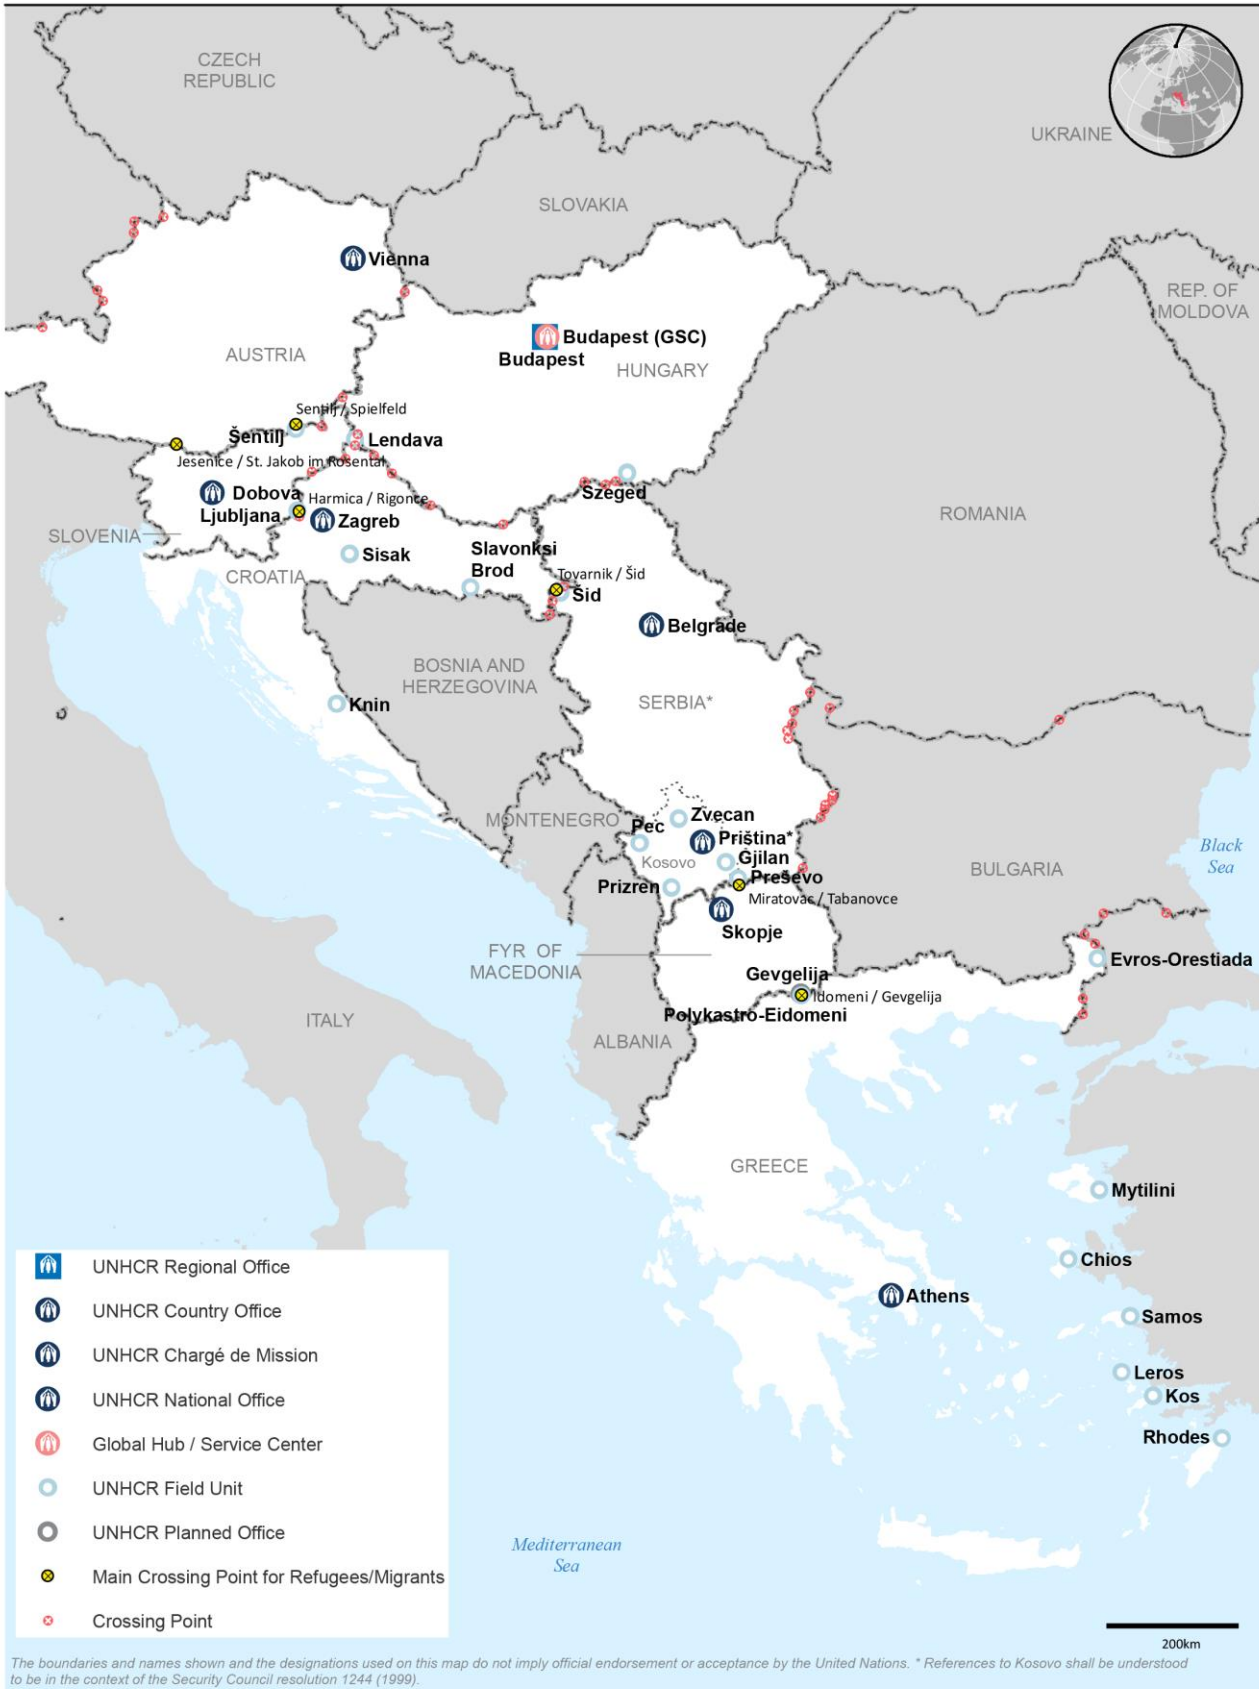 CZECH
REPUBLIC
UKRAINE
SLOVAKIA
Vienna
REP. OF
MOLDOVA
Budapest (GSC)
Budapest
AUSTRIA
HUNGARY
Sentilj / Spielfeld
Šentilj
Lendava
Jesenice / St. Jakob im Rosental
Dobova
Harmica / Rigonce
Szeged
Ljubljana
Zagreb
ROMANIA
SLOVENIA
Sisak
Slavonksi
Brod
CROATIA
Tovarnik / Šid
Šid
Belgrade
BOSNIA AND
HERZEGOVINA
SERBIA*
Knin
MONTENEGRO
Zvecan
Pec
Priština*
Kosovo
Gjilan
Black
Sea
BULGARIA
Prizren
Preševo
Miratovac / Tabanovce
Skopje
FYR OF
MACEDONIA
Evros-Orestiada
Gevgelija
Idomeni / Gevgelija
Polykastro-Eidomeni
ITALY
ALBANIA
GREECE
Mytilini
Chios
Athens
Samos
Leros
Kos
Rhodes
UNHCR Regional Office
UNHCR Country Office
UNHCR Chargé de Mission
UNHCR National Office
Global Hub / Service Center
UNHCR Field Unit
UNHCR Planned Office
Main Crossing Point for Refugees/Migrants
Crossing Point
Mediterranean
Sea
200km
The boundaries and names shown and the designations used on this map do not imply official endorsement or acceptance by the United Nations. * References to Kosovo shall be understood
to be in the context of the Security Council resolution 1244 (1999).